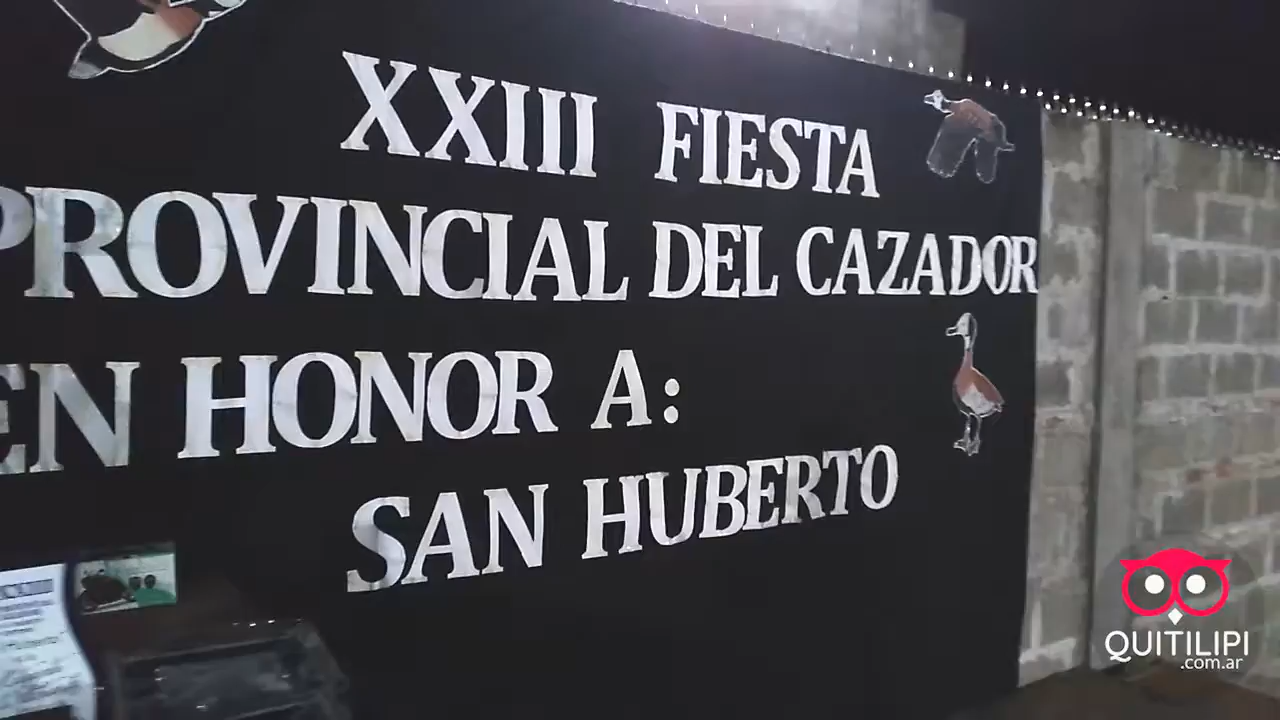 XXIII FIESTA
PROVINCIAL DEL CAZADOR
EN HONOR A:
SAN HUBERTO
QUITILIPI
.com.ar